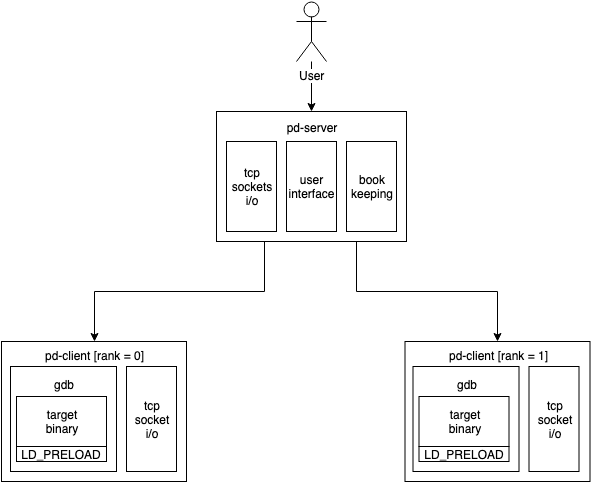 User
pd-server
tcp
sockets
i/o
user
interface
book
keeping
pd-client [rank = 0]
gdb
target
binary
LD_PRELOAD
tcp
socket
i/o
pd-client [rank = 1]
gdb
target
binary
LD_PRELOAD
tcp
socket
i/o